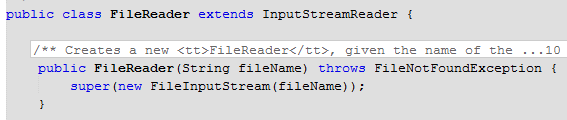 public class FileReader extends InputStreamReader {
/** Creates a new <tt>FileReader</tt>, given the name of the ...10
public FileReader(String fileName) throws FileNotFoundException {
super(new FileInputStream(fileName));
}